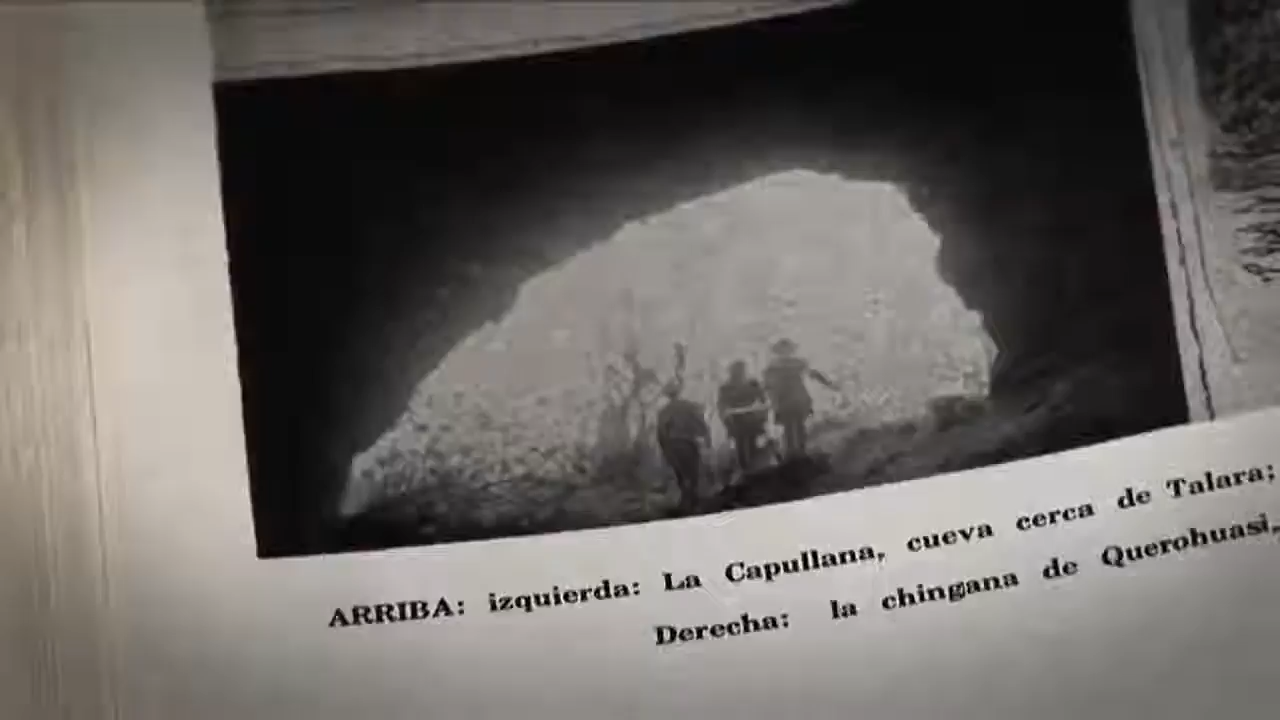 ARRIBA: izquierda: La Capullana, cueva cerca de Talara;
Derecha: la chingana de Querohuasi,